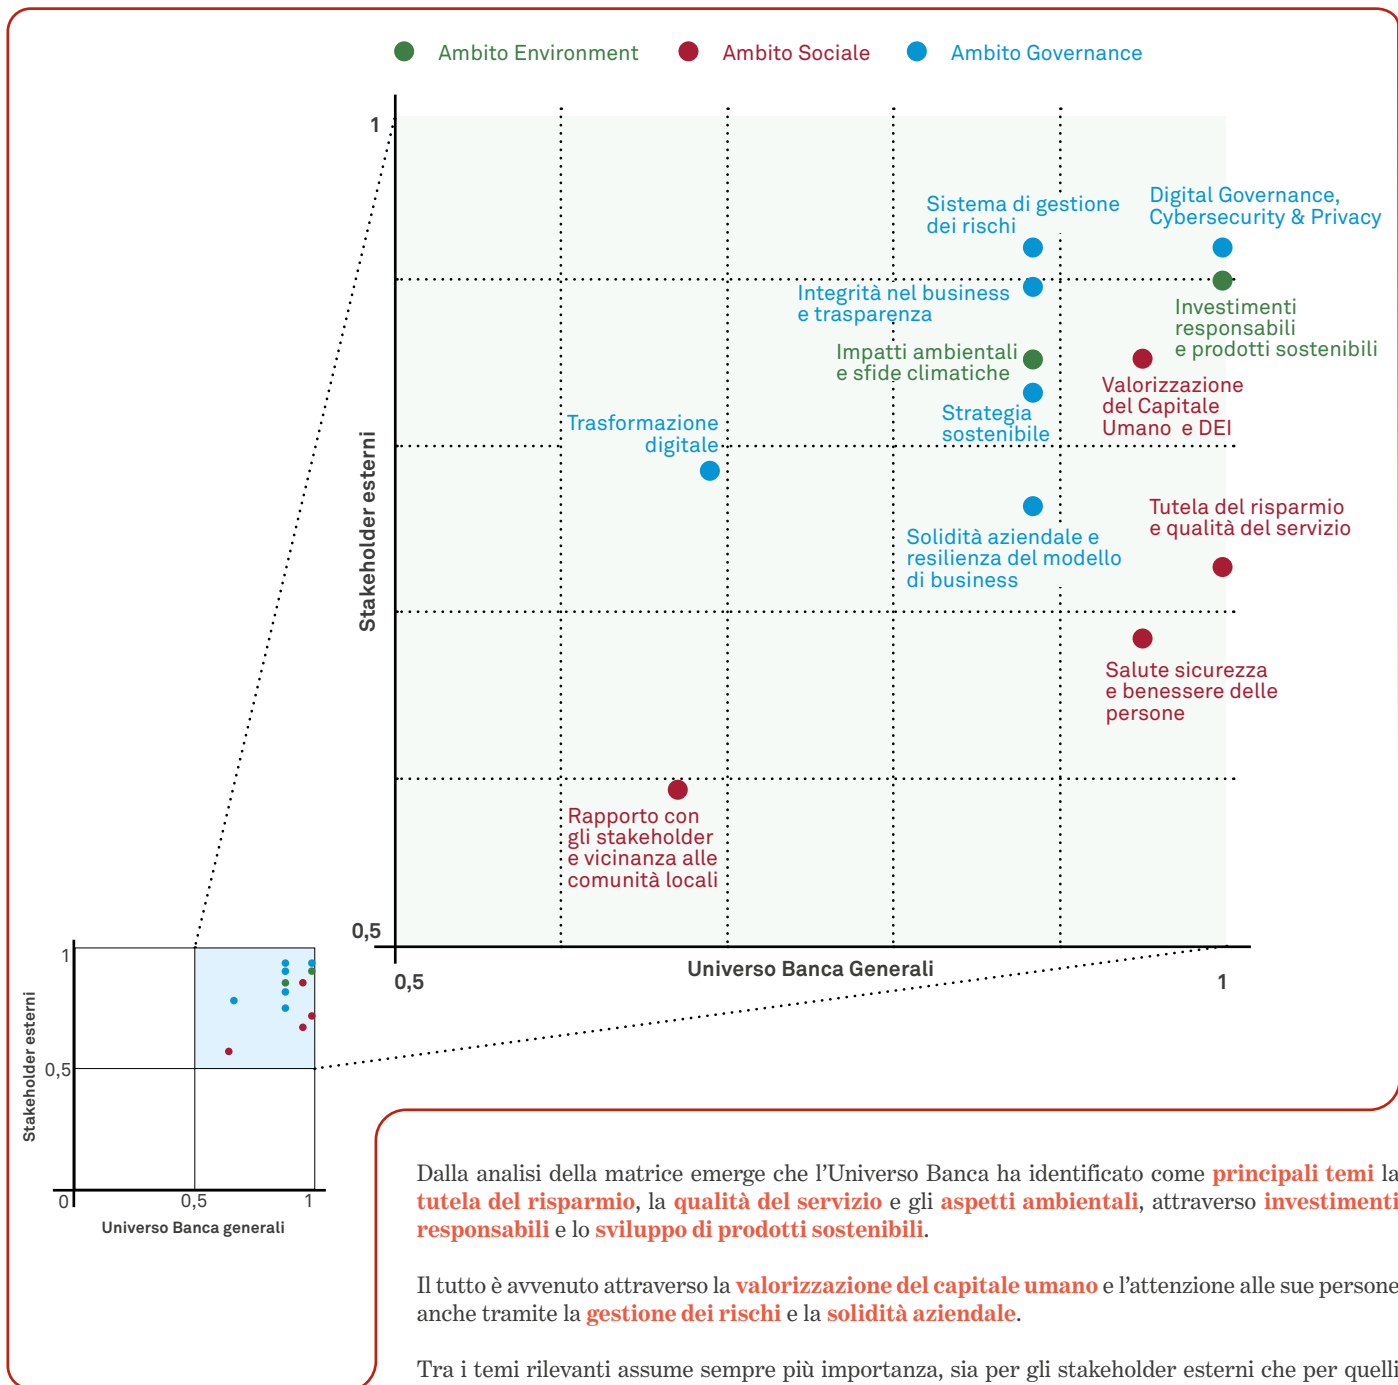 Ambito Environment
Ambito Sociale
Ambito Governance
1
Stakeholder esterni
0,5
Sistema di gestione
dei rischi
Digital Governance,
Cybersecurity & Privacy
Integrità nel business
e trasparenza
Investimenti
responsabili
e prodotti sostenibili
Impatti ambientali
e sfide climatiche
Valorizzazione
del Capitale
Umano e DEI
Strategia
sostenibile
Trasformazione
digitale
Tutela del risparmio
e qualità del servizio
Solidità aziendale e
resilienza del modello
di business
Salute sicurezza
e benessere delle
persone
Rapporto con
gli stakeholder
e vicinanza alle
comunità locali
0,5
Universo Banca Generali
1
1
Stakeholder esterni
0,5
0
0,5
1
Universo Banca generali
Dalla analisi della matrice emerge che l’Universo Banca ha identificato come principali temi la
tutela del risparmio, la qualità del servizio e gli aspetti ambientali, attraverso investimenti
responsabili e lo sviluppo di prodotti sostenibili.
Il tutto è avvenuto attraverso la valorizzazione del capitale umano e l’attenzione alle sue persone
anche tramite la gestione dei rischi e la solidità aziendale.
Tra i temi rilevanti assume sempre più importanza, sia per gli stakeholder esterni che per quelli